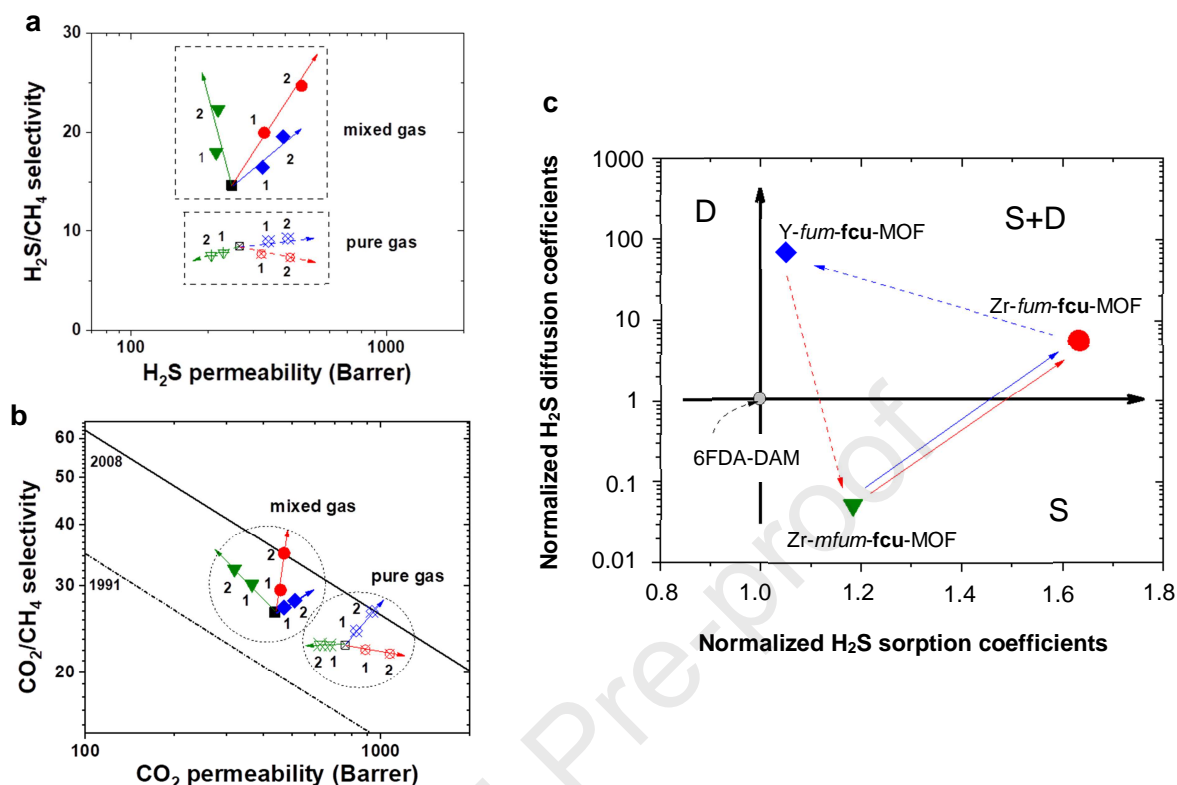 a
30
20
10
0
100
1000
H₂S/CH₄ selectivity
H₂S permeability (Barrer)
mixed gas
pure gas
2
1
2
1
2
1
2
1
1
2
1
2
b
60
50
40
30
20
100
1000
CO₂/CH₄ selectivity
CO₂ permeability (Barrer)
2008
1991
mixed gas
pure gas
2
1
2
1
1
2
2
1
2
1
1
2
c
1000
100
10
1
0.1
0.01
0.8
1.0
1.2
1.4
1.6
1.8
Normalized H₂S diffusion coefficients
Normalized H₂S sorption coefficients
D
S+D
S
Y-fum-fcu-MOF
Zr-fum-fcu-MOF
6FDA-DAM
Zr-mfum-fcu-MOF
Pre-proof